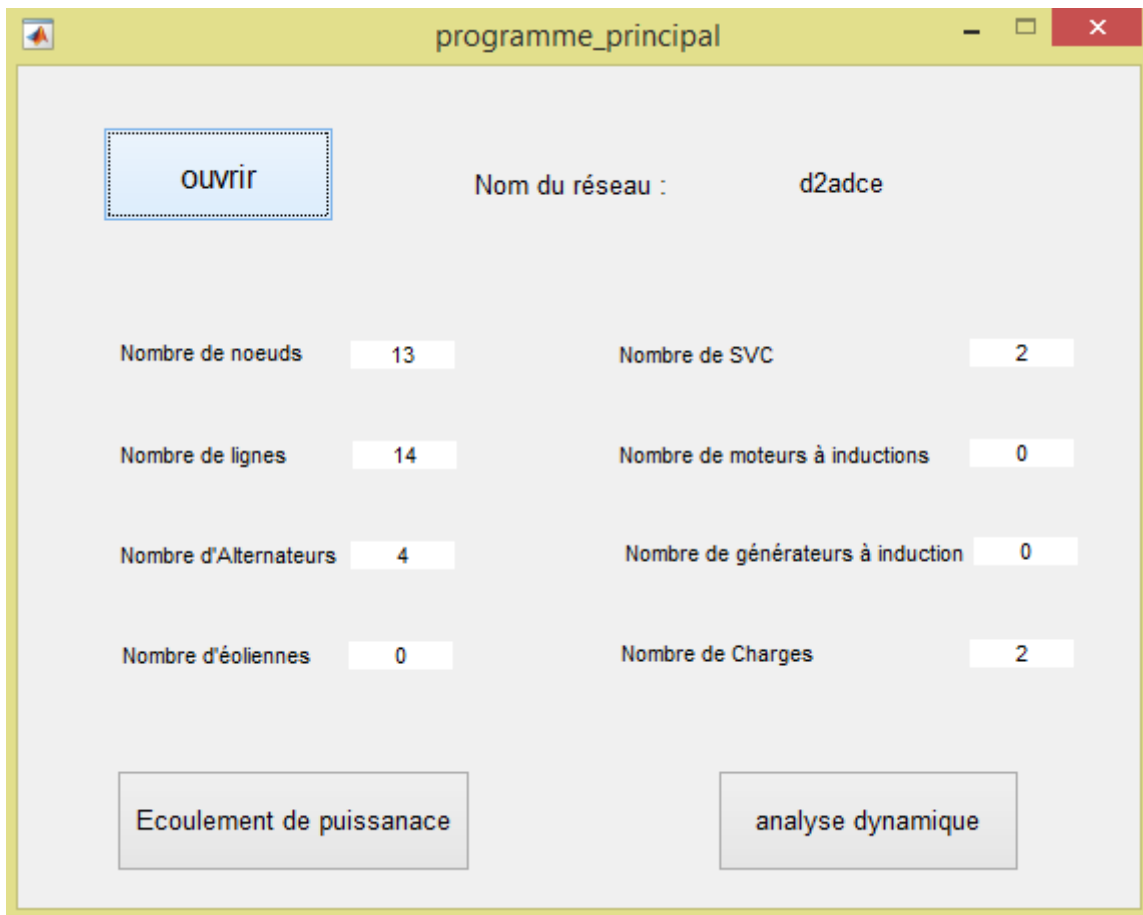 programme_principal
ouvrir
Nom du réseau :
d2adce
Nombre de noeuds 13
Nombre de SVC 2
Nombre de lignes 14
Nombre de moteurs à inductions 0
Nombre d'Alternateurs 4
Nombre de générateurs à induction 0
Nombre d'éoliennes 0
Nombre de Charges 2
Ecoulement de puissanace
analyse dynamique